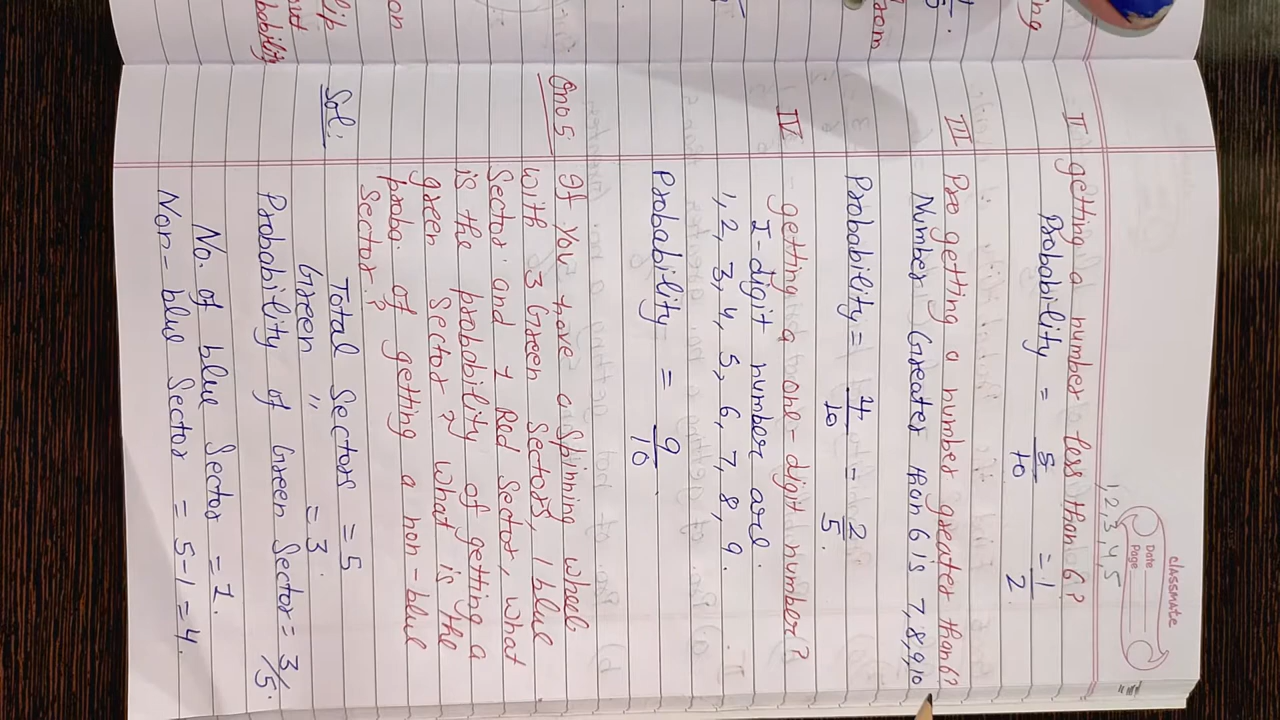 classmate
Date
Page
1,2,3,4,5
II getting a number less than 6?
Probability = 5/10 = 1/2
III Pro getting a number greater than 6?
Number Greater than 6 is 7,8,9,10
Probability = 4/10 = 2/5.
IV - getting a one-digit number?
1-digit number are.
1, 2, 3, 4, 5, 6, 7, 8, 9.
Probability = 9/10
Qno5 If You have a spinning wheel
with 3 Green Sectors, 1 blue
Sector and 1 Red Sector, what
is the probability of getting a
green Sector? what is the
proba. of getting a non-blue
Sector?
Sol: Total Sectors = 5
Green " = 3.
Probability of Green Sector = 3/5.
No. of blue Sector = 1.
Non-blue Sector = 5-1=4.
ing
on